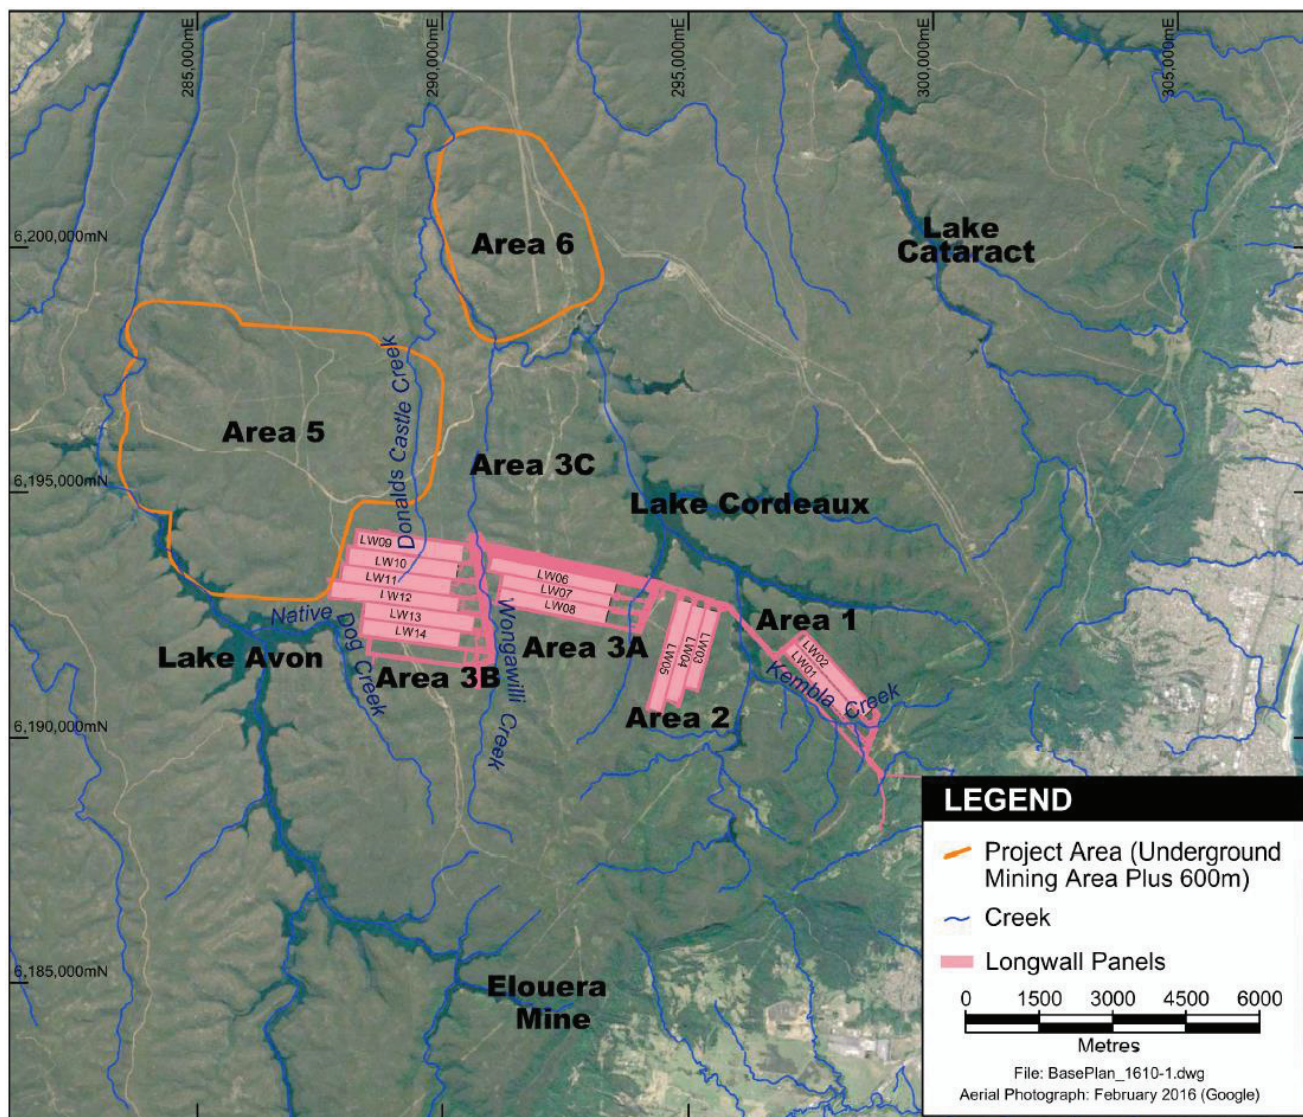 285,000mE
290,000mE
295,000mE
300,000mE
305,000mE
6,200,000mN
Area 6
Lake
Cataract
Donalds Castle Creek
Area 5
Area 3C
6,195,000mN
Lake Cordeaux
LW09
LW10
LW11
LW12
LW13
LW14
LW06
LW07
LW08
Native
Dog Creek
Wongawilli Creek
Area 3A
Area 1
LW03
LW04
LW05
LW02
LW01
Kembla Creek
Lake Avon
Area 3B
Area 2
6,190,000mN
6,185,000mN
Elouera
Mine
LEGEND
Project Area (Underground
Mining Area Plus 600m)
Creek
Longwall Panels
0 1500 3000 4500 6000
Metres
File: BasePlan_1610-1.dwg
Aerial Photograph: February 2016 (Google)